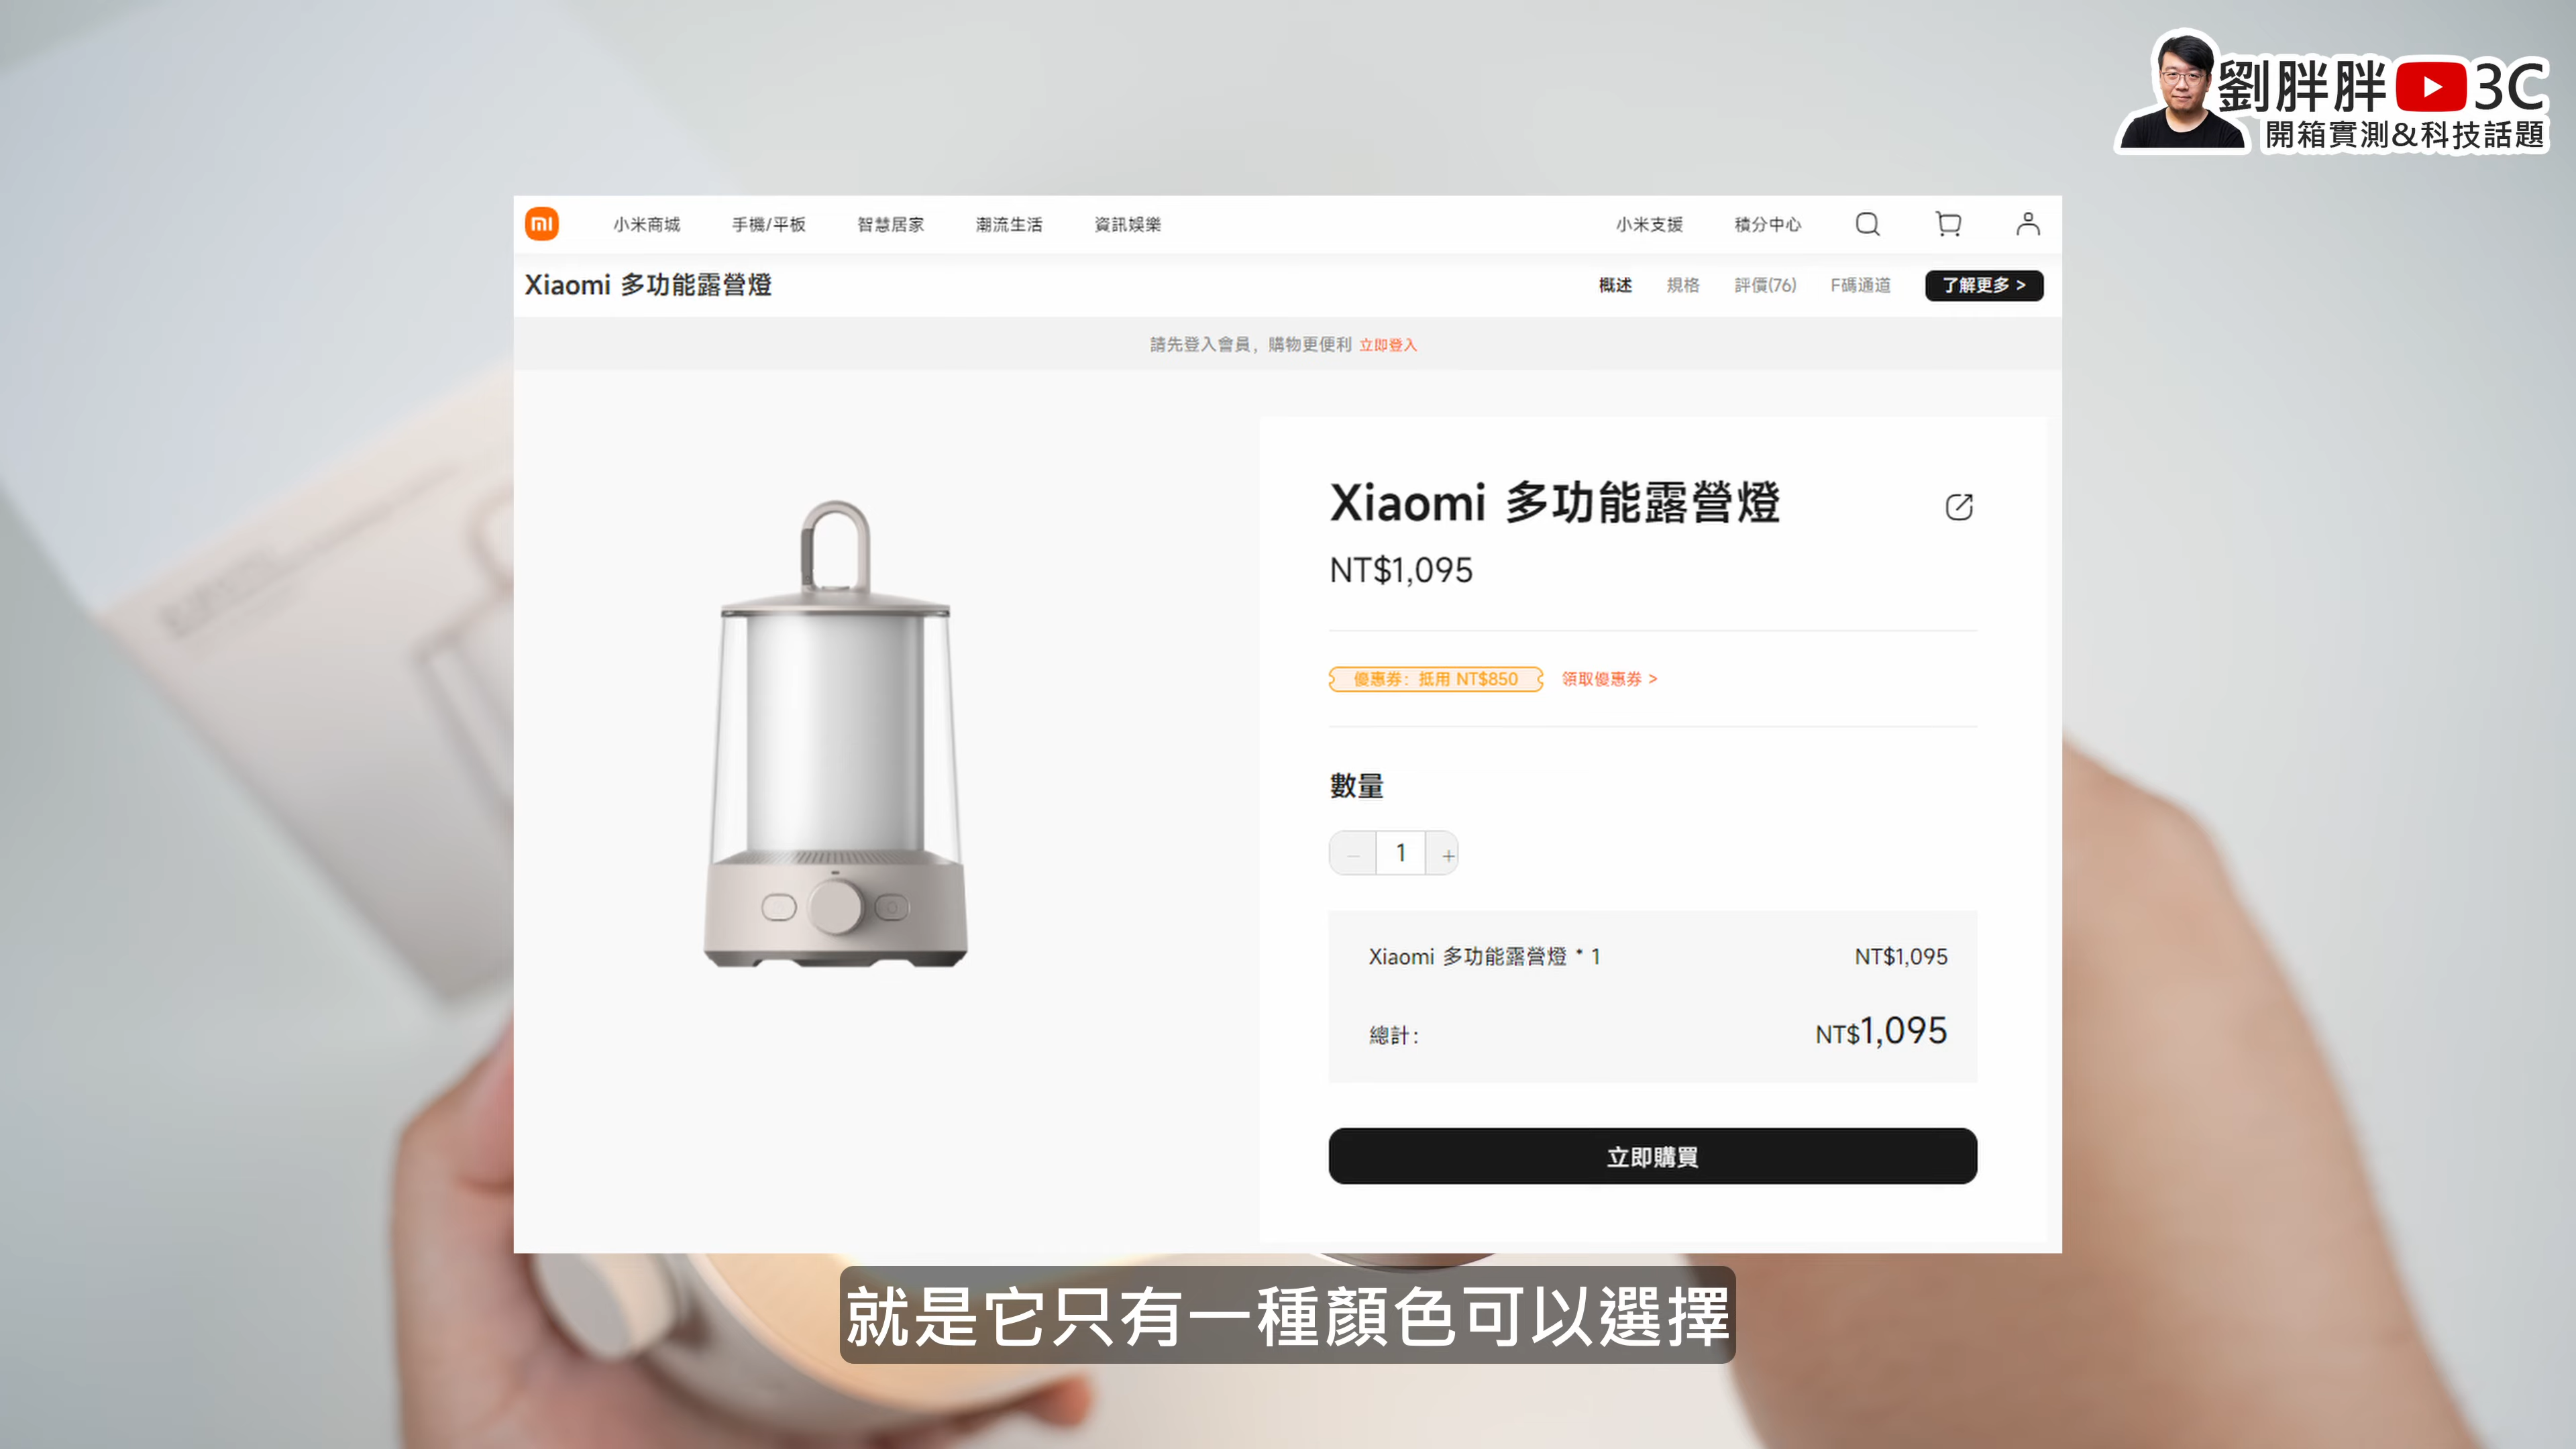 劉胖胖 3C
開箱實測&科技話題
小米商城 手機/平板 智慧居家 潮流生活 資訊娛樂 小米支援 積分中心
Xiaomi 多功能露營燈 概述 規格 評價(76) F碼通道 了解更多 >
請先登入會員，購物更便利 立即登入
Xiaomi 多功能露營燈
NT$1,095
優惠券：抵用 NT$850 領取優惠券 >
數量
− 1 +
Xiaomi 多功能露營燈 * 1 NT$1,095
總計： NT$1,095
立即購買
就是它只有一種顏色可以選擇